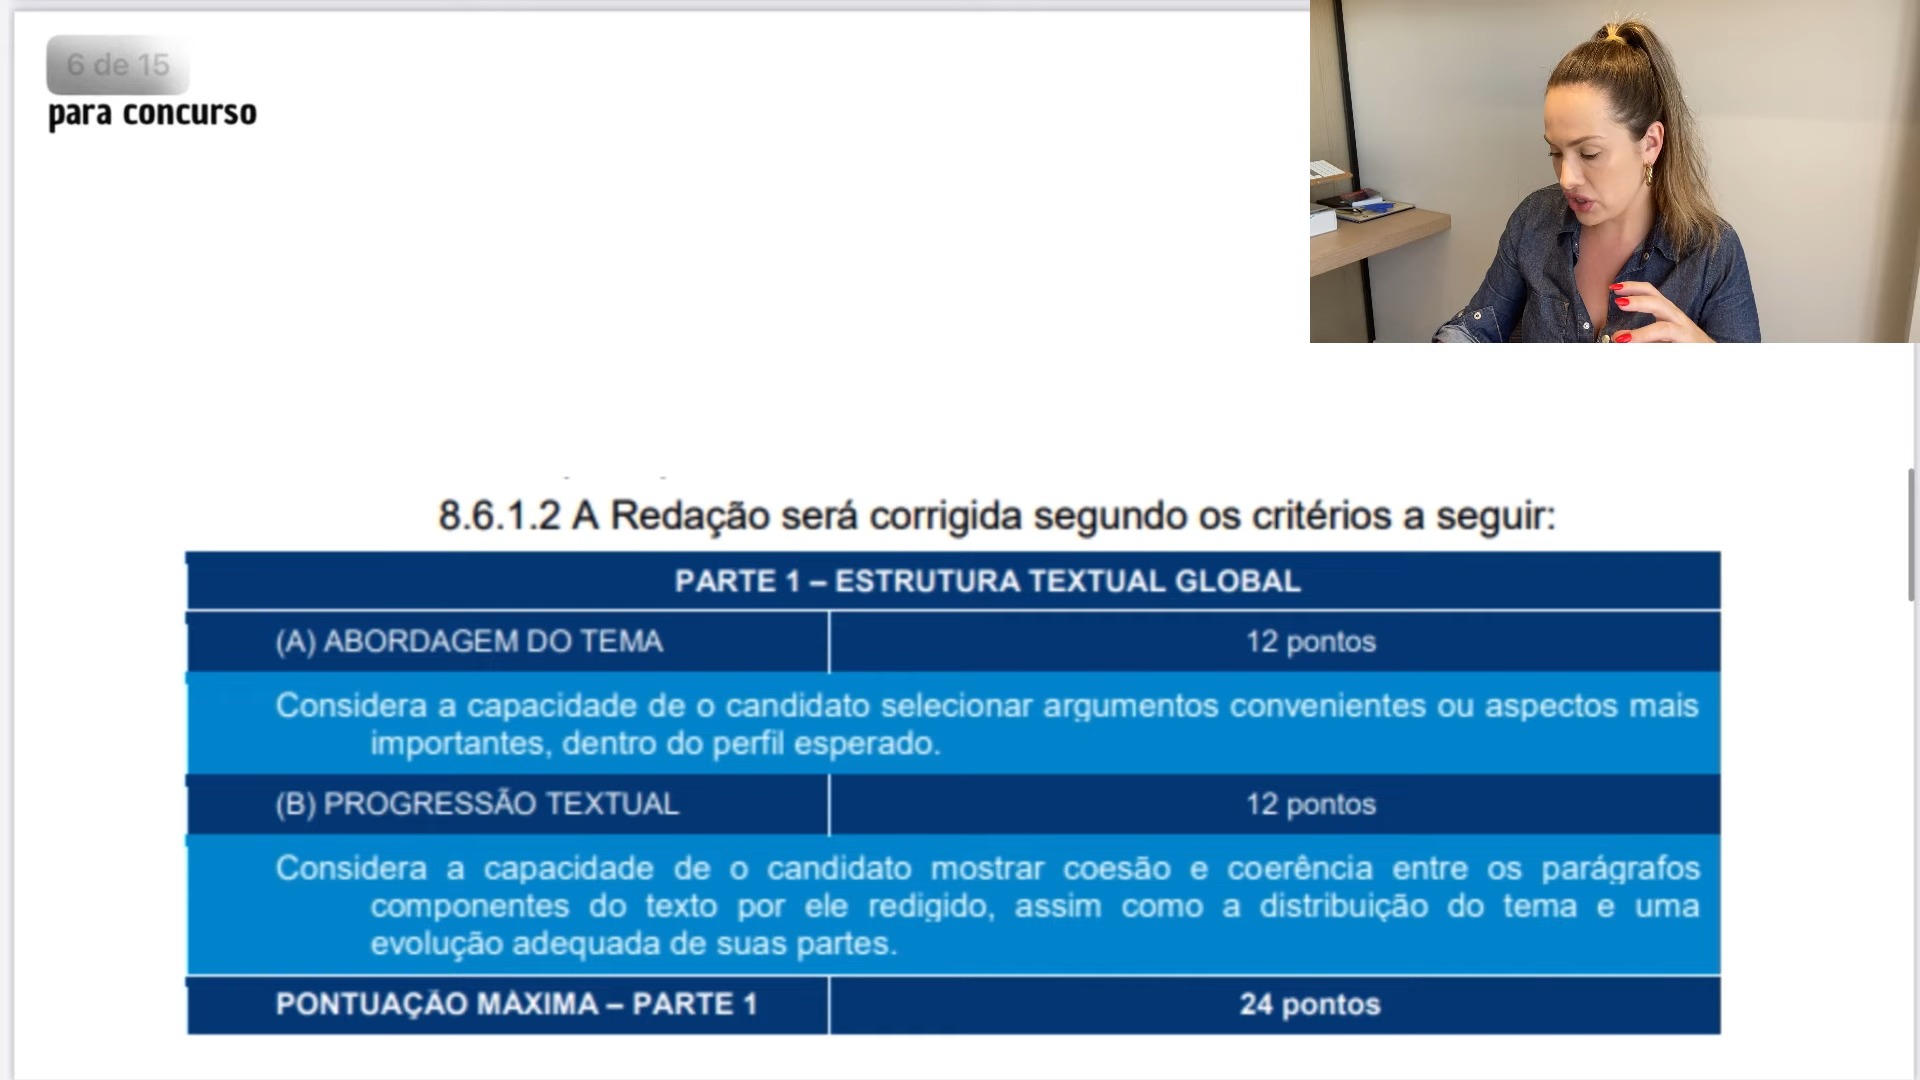 6 de 15
para concurso
8.6.1.2 A Redação será corrigida segundo os critérios a seguir:
PARTE 1 – ESTRUTURA TEXTUAL GLOBAL
(A) ABORDAGEM DO TEMA 12 pontos
Considera a capacidade de o candidato selecionar argumentos convenientes ou aspectos mais
importantes, dentro do perfil esperado.
(B) PROGRESSÃO TEXTUAL 12 pontos
Considera a capacidade de o candidato mostrar coesão e coerência entre os parágrafos
componentes do texto por ele redigido, assim como a distribuição do tema e uma
evolução adequada de suas partes.
PONTUAÇÃO MÁXIMA – PARTE 1 24 pontos